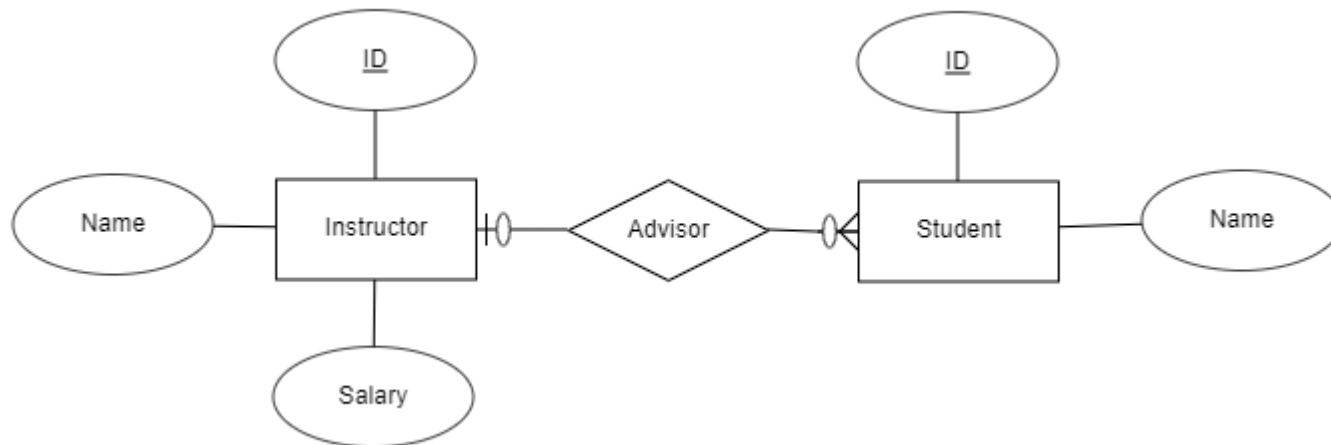 ID
ID
Name
Instructor
Advisor
Student
Name
Salary